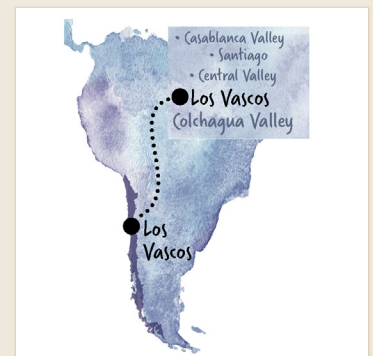 • Casablanca Valley
• Santiago
• Central Valley
Los Vascos
Colchagua Valley
Los
Vascos